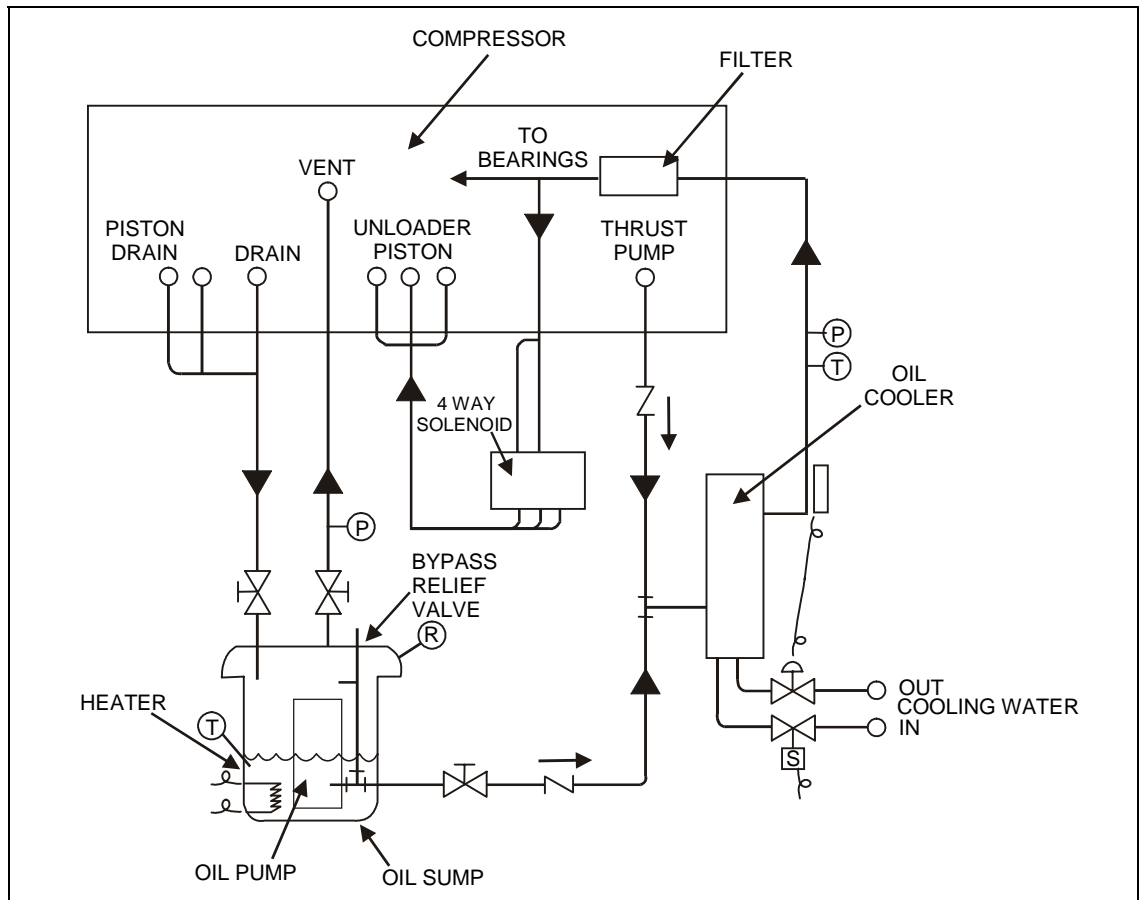 COMPRESSOR
FILTER
TO
BEARINGS
VENT
PISTON
DRAIN
DRAIN
UNLOADER
PISTON
THRUST
PUMP
P
T
OIL
COOLER
4 WAY
SOLENOID
P
BYPASS
RELIEF
VALVE
R
HEATER
T
OUT
COOLING WATER
IN
S
OIL PUMP
OIL SUMP